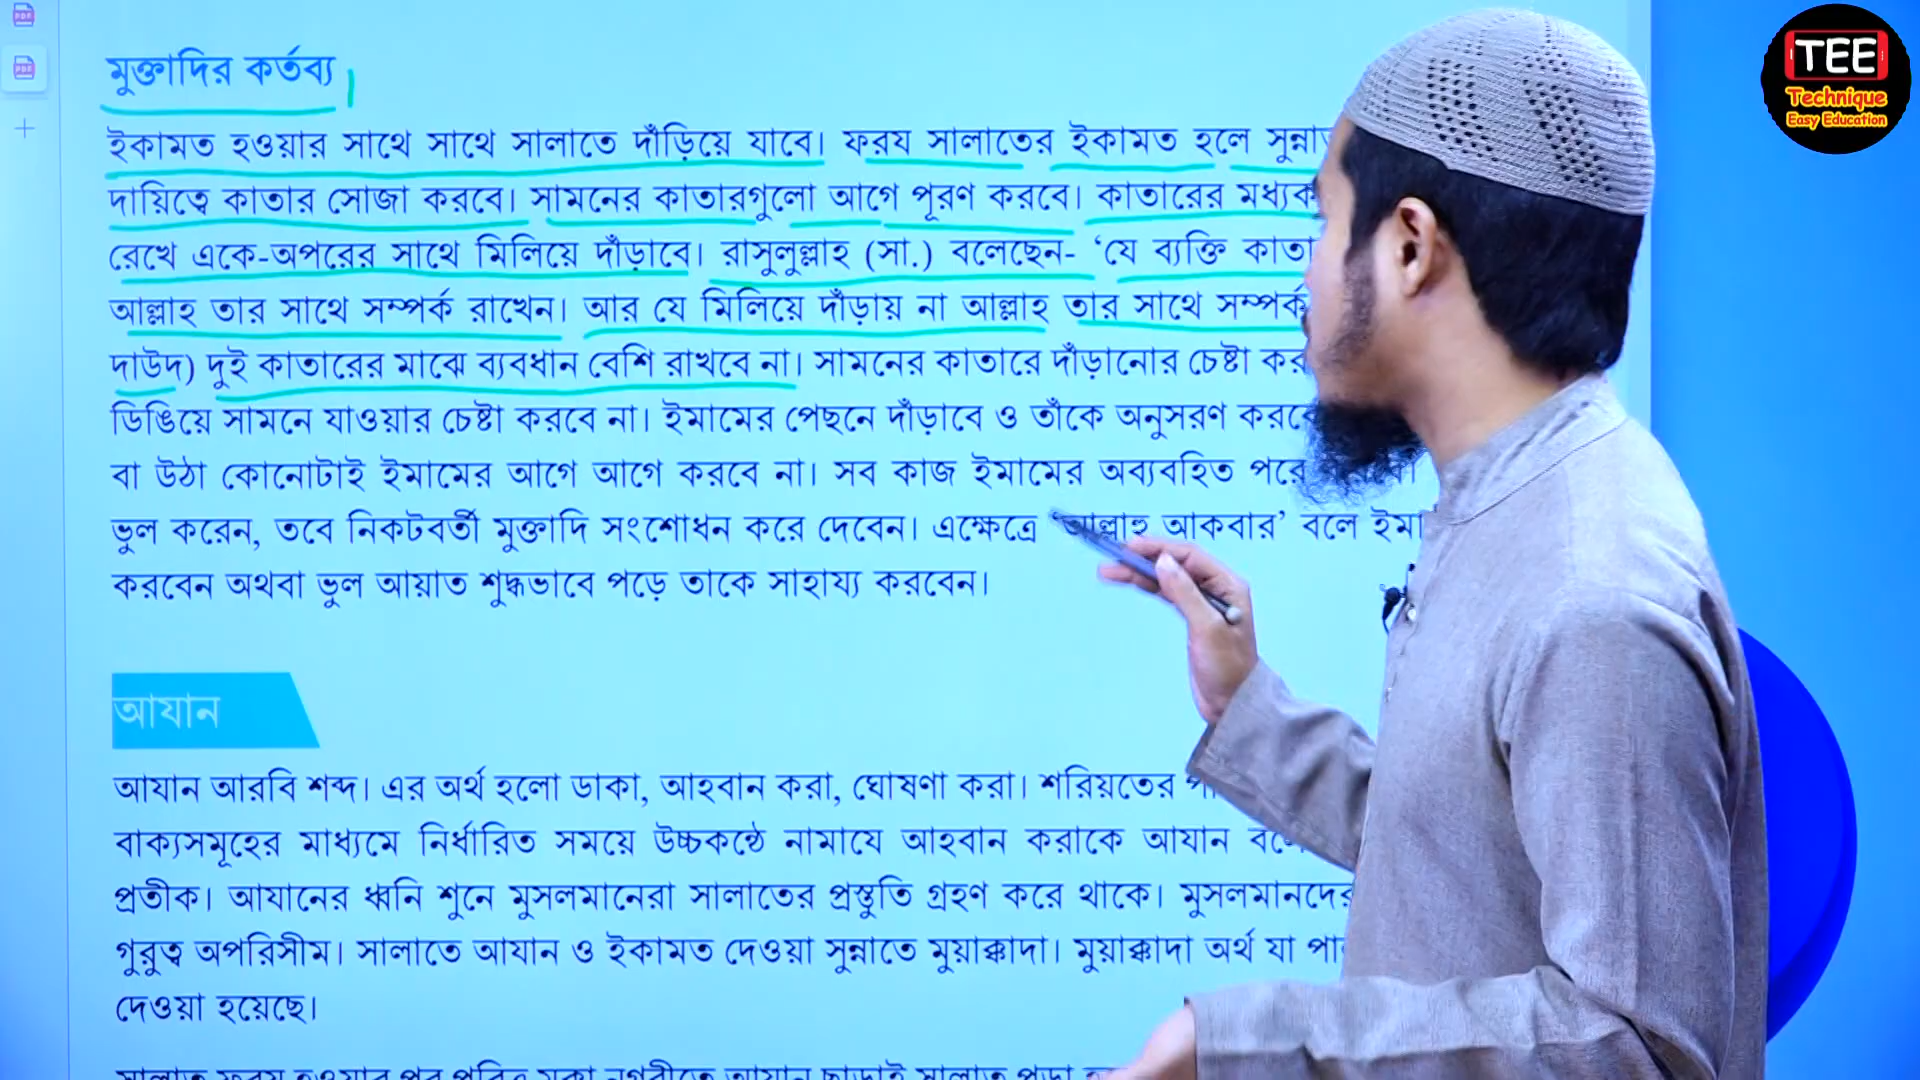 মুক্তাদির কর্তব্য
ইকামত হওয়ার সাথে সাথে সালাতে দাঁড়িয়ে যাবে। ফরয সালাতের ইকামত হলে
দায়িত্বে কাতার সোজা করবে। সামনের কাতারগুলো আগে পূরণ করবে। কাতারের
রেখে একে-অপরের সাথে মিলিয়ে দাঁড়াবে। রাসুলুল্লাহ (সা.) বলেছেন- ‘যে ব্যক্তি
আল্লাহ তার সাথে সম্পর্ক রাখেন। আর যে মিলিয়ে দাঁড়ায় না আল্লাহ তার সাথে সম্পর্ক
দাউদ) দুই কাতারের মাঝে ব্যবধান বেশি রাখবে না। সামনের কাতারে দাঁড়ানোর চেষ্টা
ডিঙিয়ে সামনে যাওয়ার চেষ্টা করবে না। ইমামের পেছনে দাঁড়াবে ও তাঁকে অনুসরণ করবে
বা উঠা কোনোটাই ইমামের আগে আগে করবে না। সব কাজ ইমামের অব্যবহিত পরে
ভুল করেন, তবে নিকটবর্তী মুক্তাদি সংশোধন করে দেবেন। এক্ষেত্রে ‘আল্লাহু আকবার’ বলে
করবেন অথবা ভুল আয়াত শুদ্ধভাবে পড়ে তাকে সাহায্য করবেন।
আযান
আযান আরবি শব্দ। এর অর্থ হলো ডাকা, আহবান করা, ঘোষণা করা। শরিয়তের
বাক্যসমূহের মাধ্যমে নির্ধারিত সময়ে উচ্চকণ্ঠে নামাযে আহবান করাকে আযান
প্রতীক। আযানের ধ্বনি শুনে মুসলমানেরা সালাতের প্রস্তুতি গ্রহণ করে থাকে। মুসলমানদের
গুরুত্ব অপরিসীম। সালাতে আযান ও ইকামত দেওয়া সুন্নাতে মুয়াক্কাদা। মুয়াক্কাদা অর্থ যা
দেওয়া হয়েছে।
TEE
Technique
Easy Education